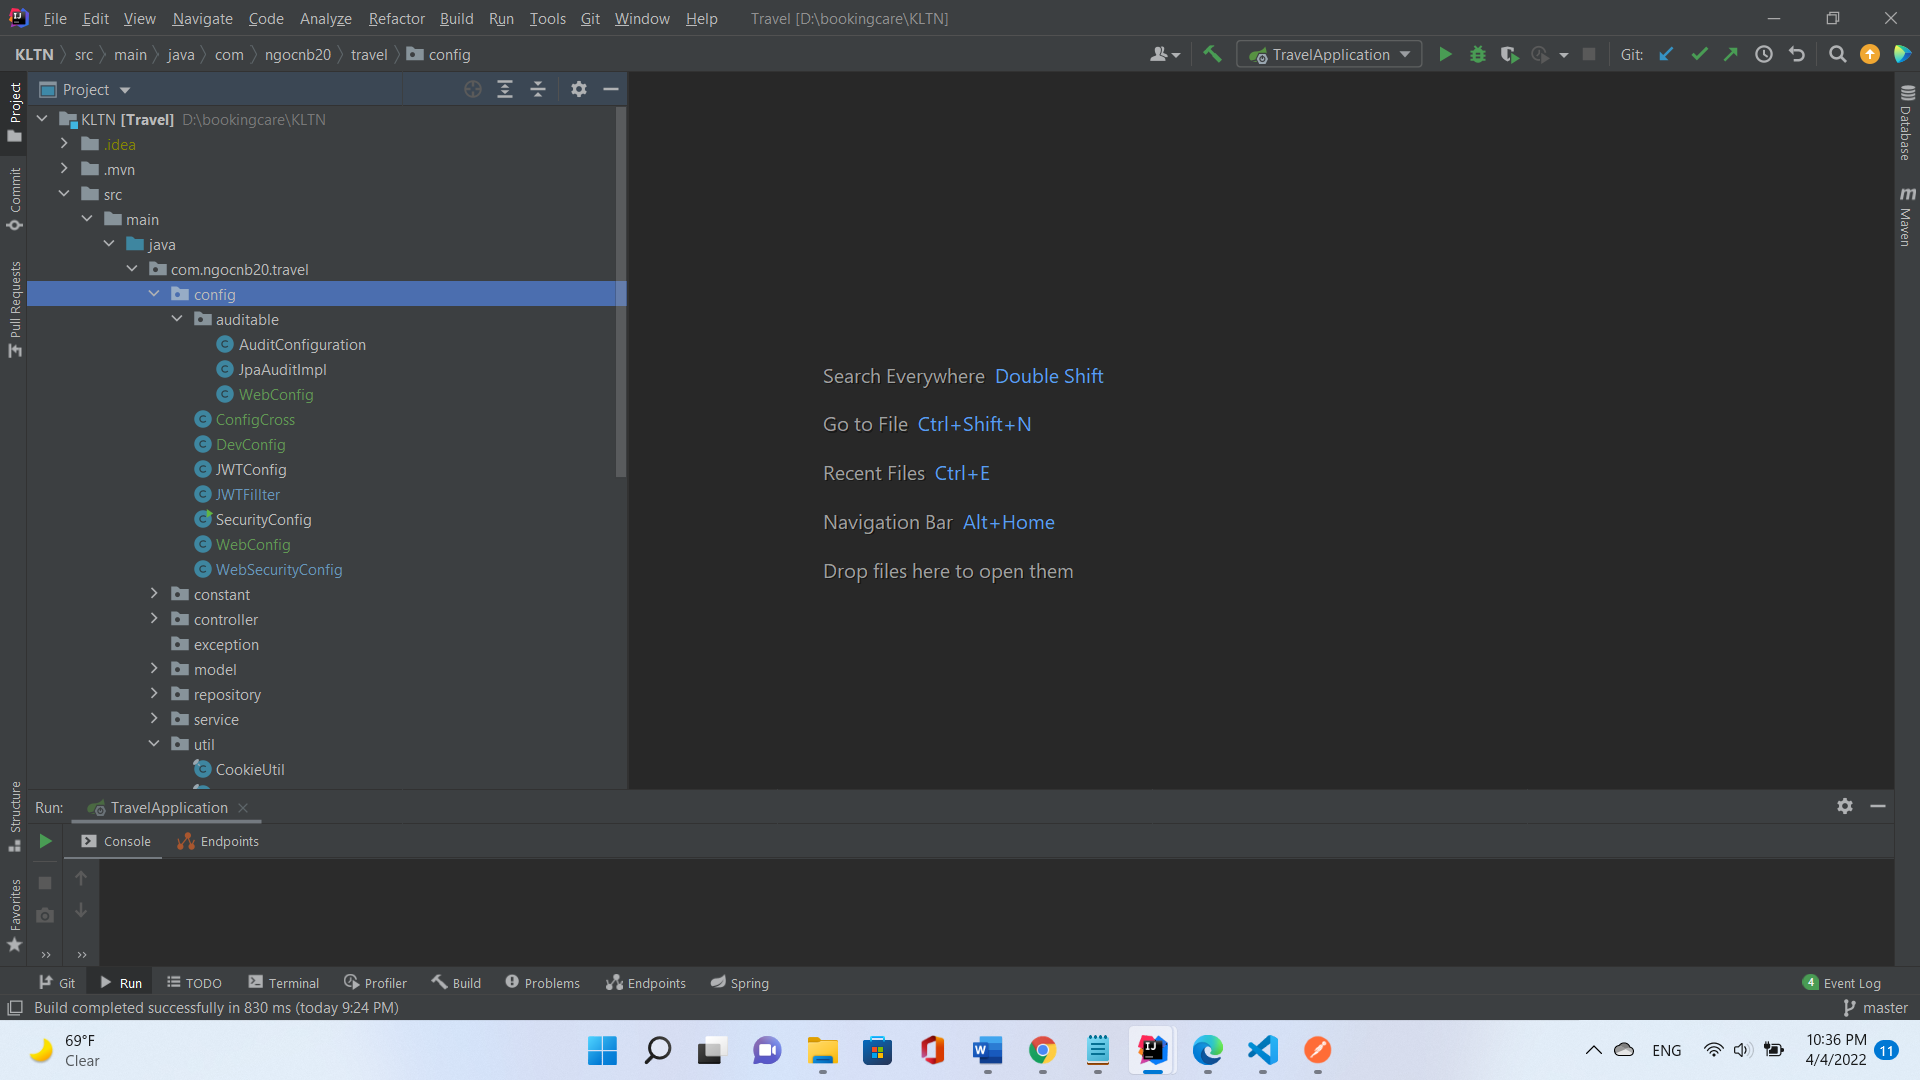 File Edit View Navigate Code Analyze Refactor Build Run Tools Git Window Help Travel [D:\bookingcare\KLTN]
KLTN src main java com ngocnb20 travel config TravelApplication Git:
Project
KLTN [Travel] D:\bookingcare\KLTN
.idea
.mvn
src
main
java
com.ngocnb20.travel
config
auditable
AuditConfiguration
JpaAuditImpl
WebConfig
ConfigCross
DevConfig
JWTConfig
JWTFillter
SecurityConfig
WebConfig
WebSecurityConfig
constant
controller
exception
model
repository
service
util
CookieUtil
Project
Commit
Pull Requests
Structure
Favorites
Search Everywhere Double Shift
Go to File Ctrl+Shift+N
Recent Files Ctrl+E
Navigation Bar Alt+Home
Drop files here to open them
Database
m Maven
Run: TravelApplication
Console Endpoints
Git Run TODO Terminal Profiler Build Problems Endpoints Spring 4 Event Log
Build completed successfully in 830 ms (today 9:24 PM) master
69°F
Clear
ENG
10:36 PM
4/4/2022
11